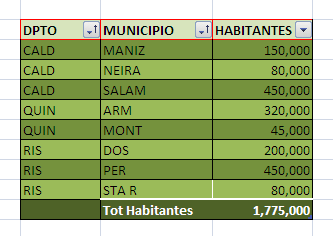 DPTO MUNICIPIO HABITANTES
CALD MANIZ 150,000
CALD NEIRA 80,000
CALD SALAM 450,000
QUIN ARM 320,000
QUIN MONT 45,000
RIS DOS 200,000
RIS PER 450,000
RIS STA R 80,000
Tot Habitantes 1,775,000